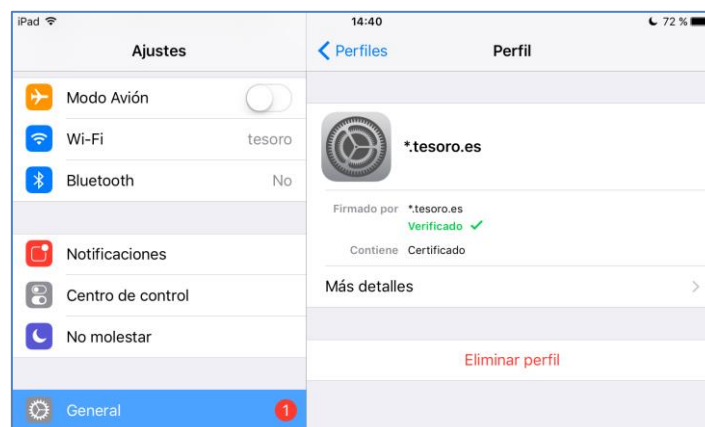 iPad 14:40 72 %
Ajustes
Perfiles Perfil
Modo Avión
Wi-Fi tesoro
Bluetooth No
Notificaciones
Centro de control
No molestar
General 1
*.tesoro.es
Firmado por *.tesoro.es
Verificado
Contiene Certificado
Más detalles
Eliminar perfil